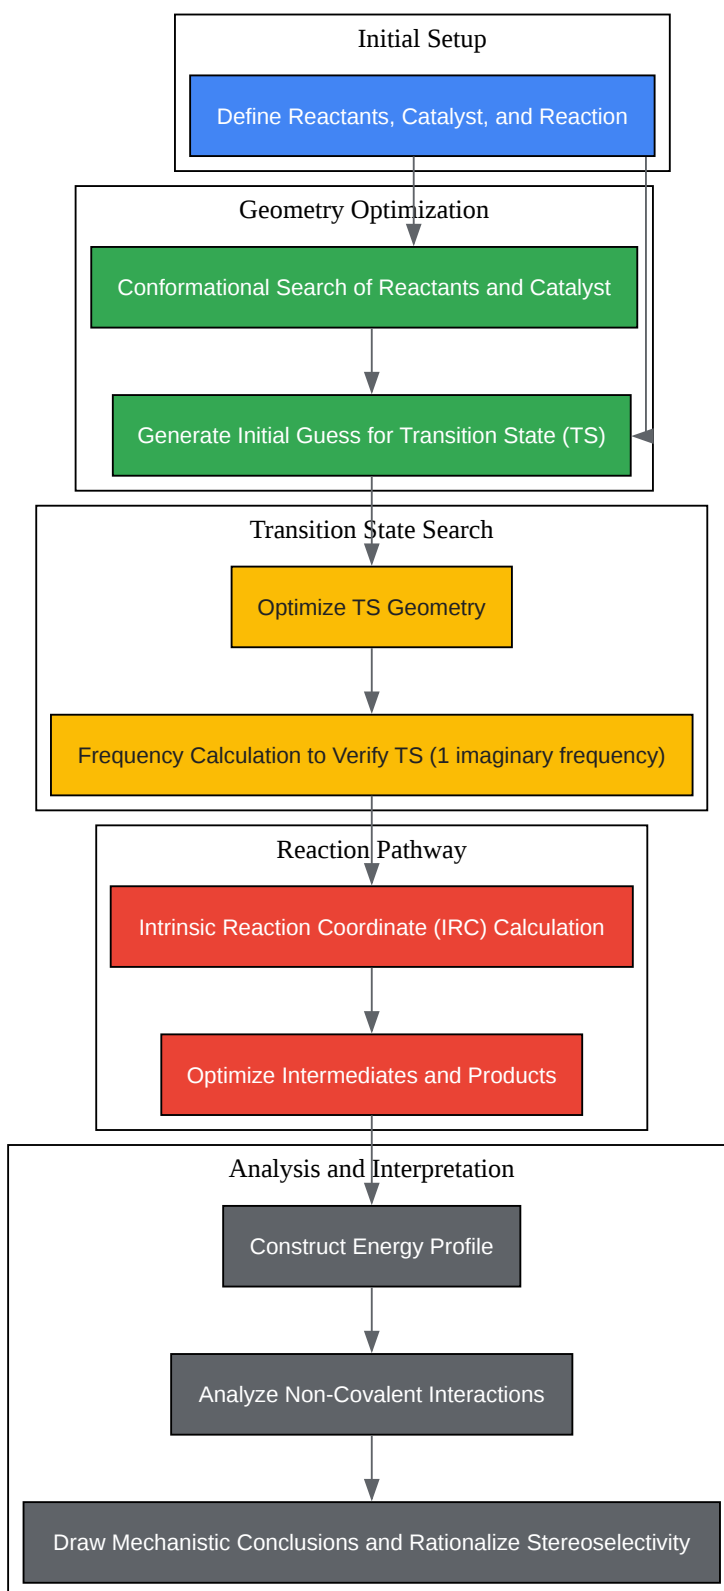 Initial Setup
Define Reactants, Catalyst, and Reaction
Geometry Optimization
Conformational Search of Reactants and Catalyst
Generate Initial Guess for Transition State (TS)
Transition State Search
Optimize TS Geometry
Frequency Calculation to Verify TS (1 imaginary frequency)
Reaction Pathway
Intrinsic Reaction Coordinate (IRC) Calculation
Optimize Intermediates and Products
Analysis and Interpretation
Construct Energy Profile
Analyze Non-Covalent Interactions
Draw Mechanistic Conclusions and Rationalize Stereoselectivity